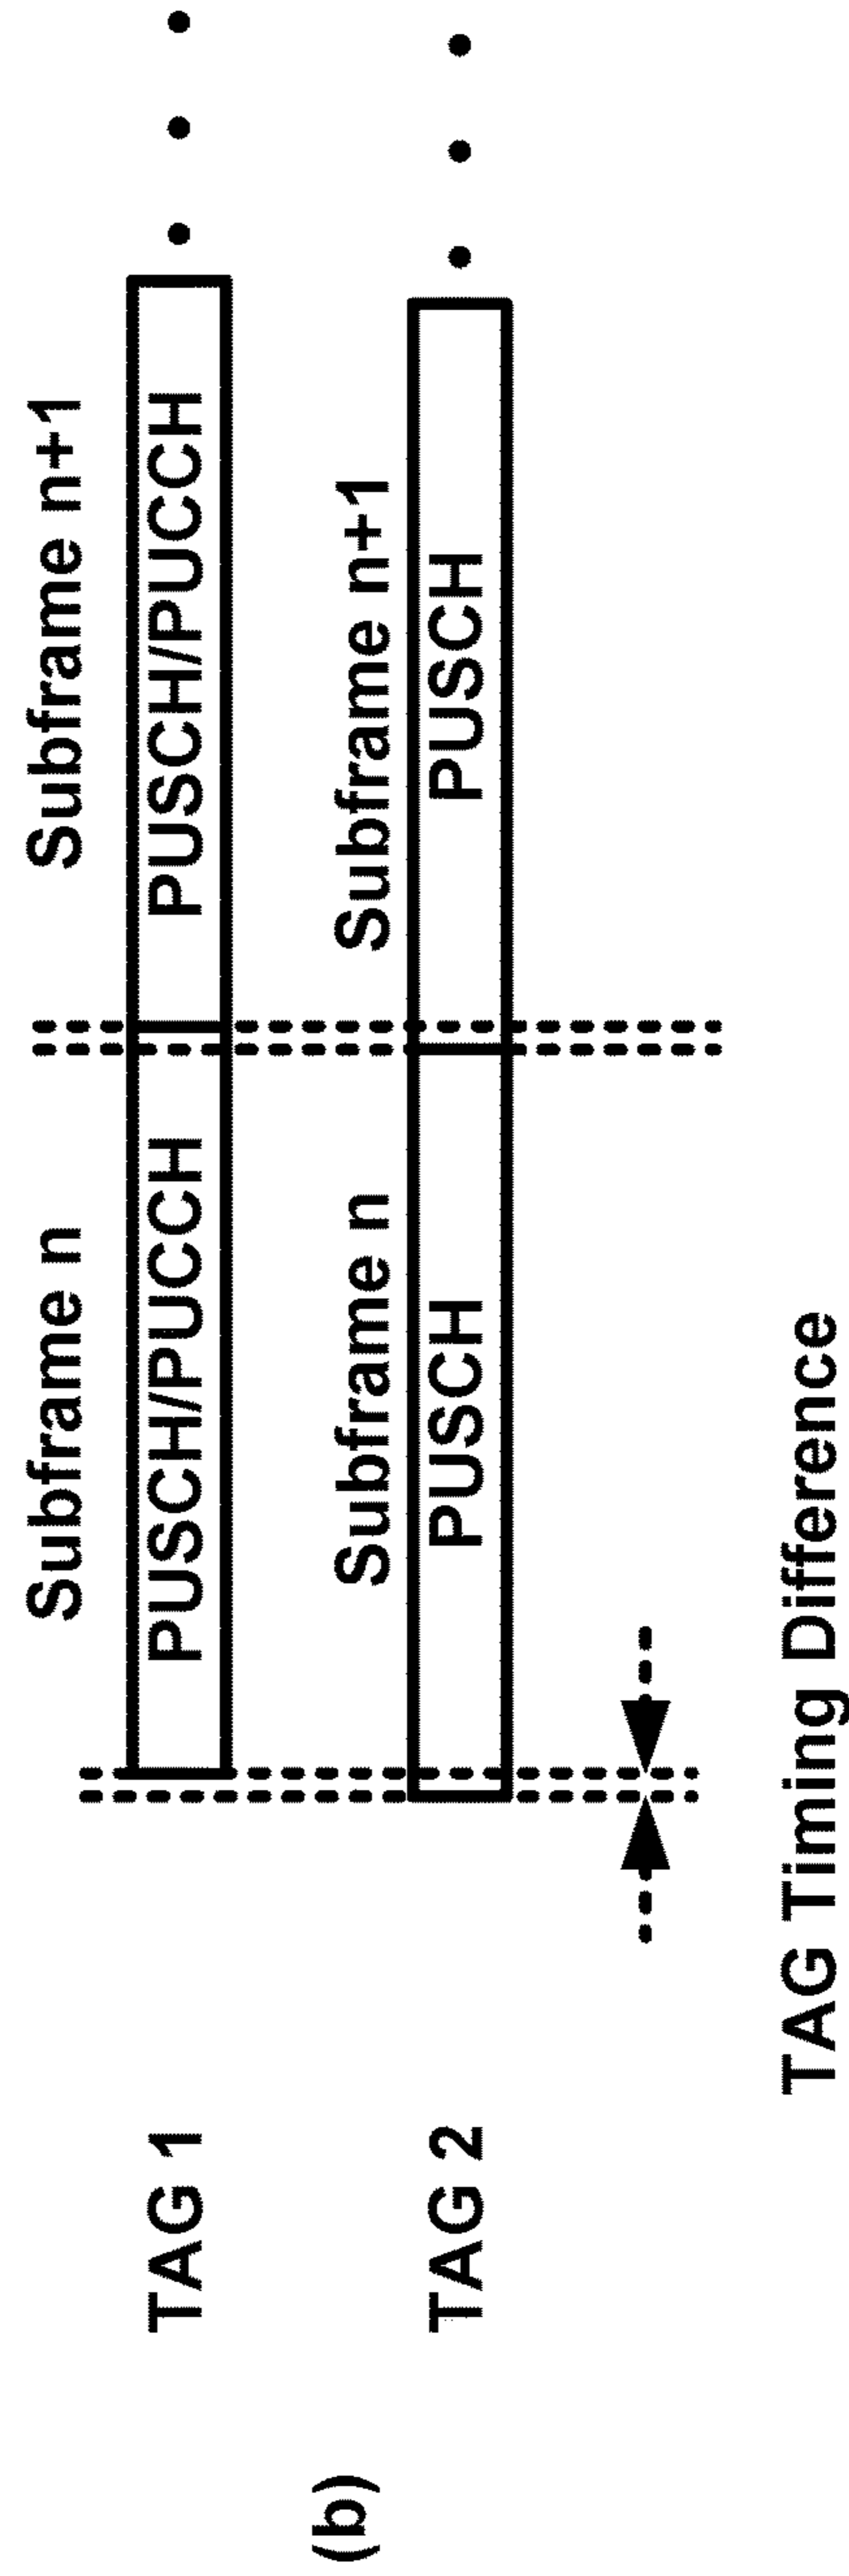 Subframe n
Subframe n+1
TAG 1
PUSCH/PUCCH
PUSCH/PUCCH
(b)
Subframe n
Subframe n+1
TAG 2
PUSCH
PUSCH
TAG Timing Difference